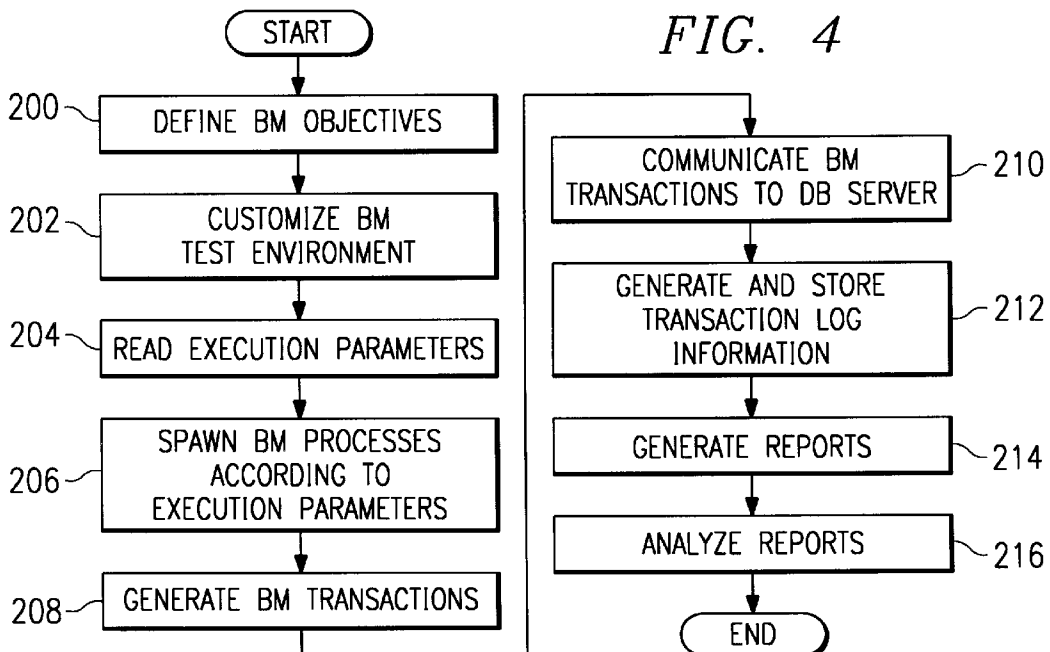 FIG. 4
START
200
DEFINE BM OBJECTIVES
202
CUSTOMIZE BM
TEST ENVIRONMENT
204
READ EXECUTION PARAMETERS
206
SPAWN BM PROCESSES
ACCORDING TO
EXECUTION PARAMETERS
208
GENERATE BM TRANSACTIONS
COMMUNICATE BM
TRANSACTIONS TO DB SERVER
210
GENERATE AND STORE
TRANSACTION LOG
INFORMATION
212
GENERATE REPORTS
214
ANALYZE REPORTS
216
END